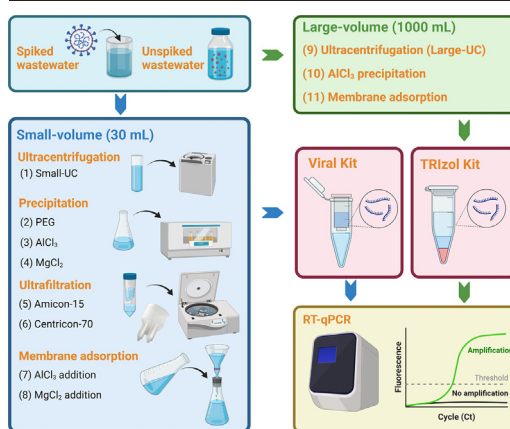 Spiked
wastewater
Unspiked
wastewater
Large-volume (1000 mL)
(9) Ultracentrifugation (Large-UC)
(10) AlCl₃ precipitation
(11) Membrane adsorption
Small-volume (30 mL)
Ultracentrifugation
(1) Small-UC
Precipitation
(2) PEG
(3) AlCl₃
(4) MgCl₂
Ultrafiltration
(5) Amicon-15
(6) Centricon-70
Membrane adsorption
(7) AlCl₃ addition
(8) MgCl₂ addition
Viral Kit
TRIzol Kit
RT-qPCR
Fluorescence
Amplification
Threshold
No amplification
Cycle (Ct)